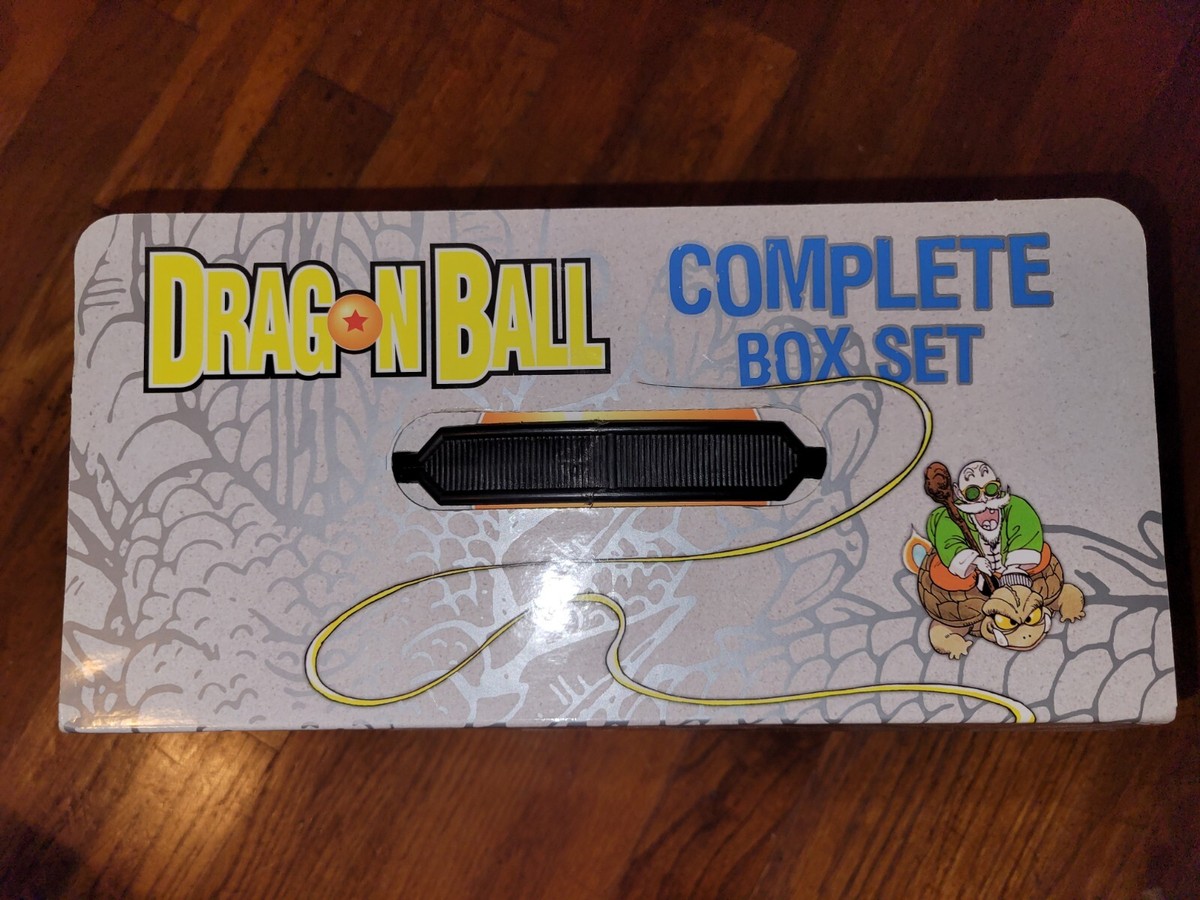 DRAGON BALL
COMPLETE
BOX SET